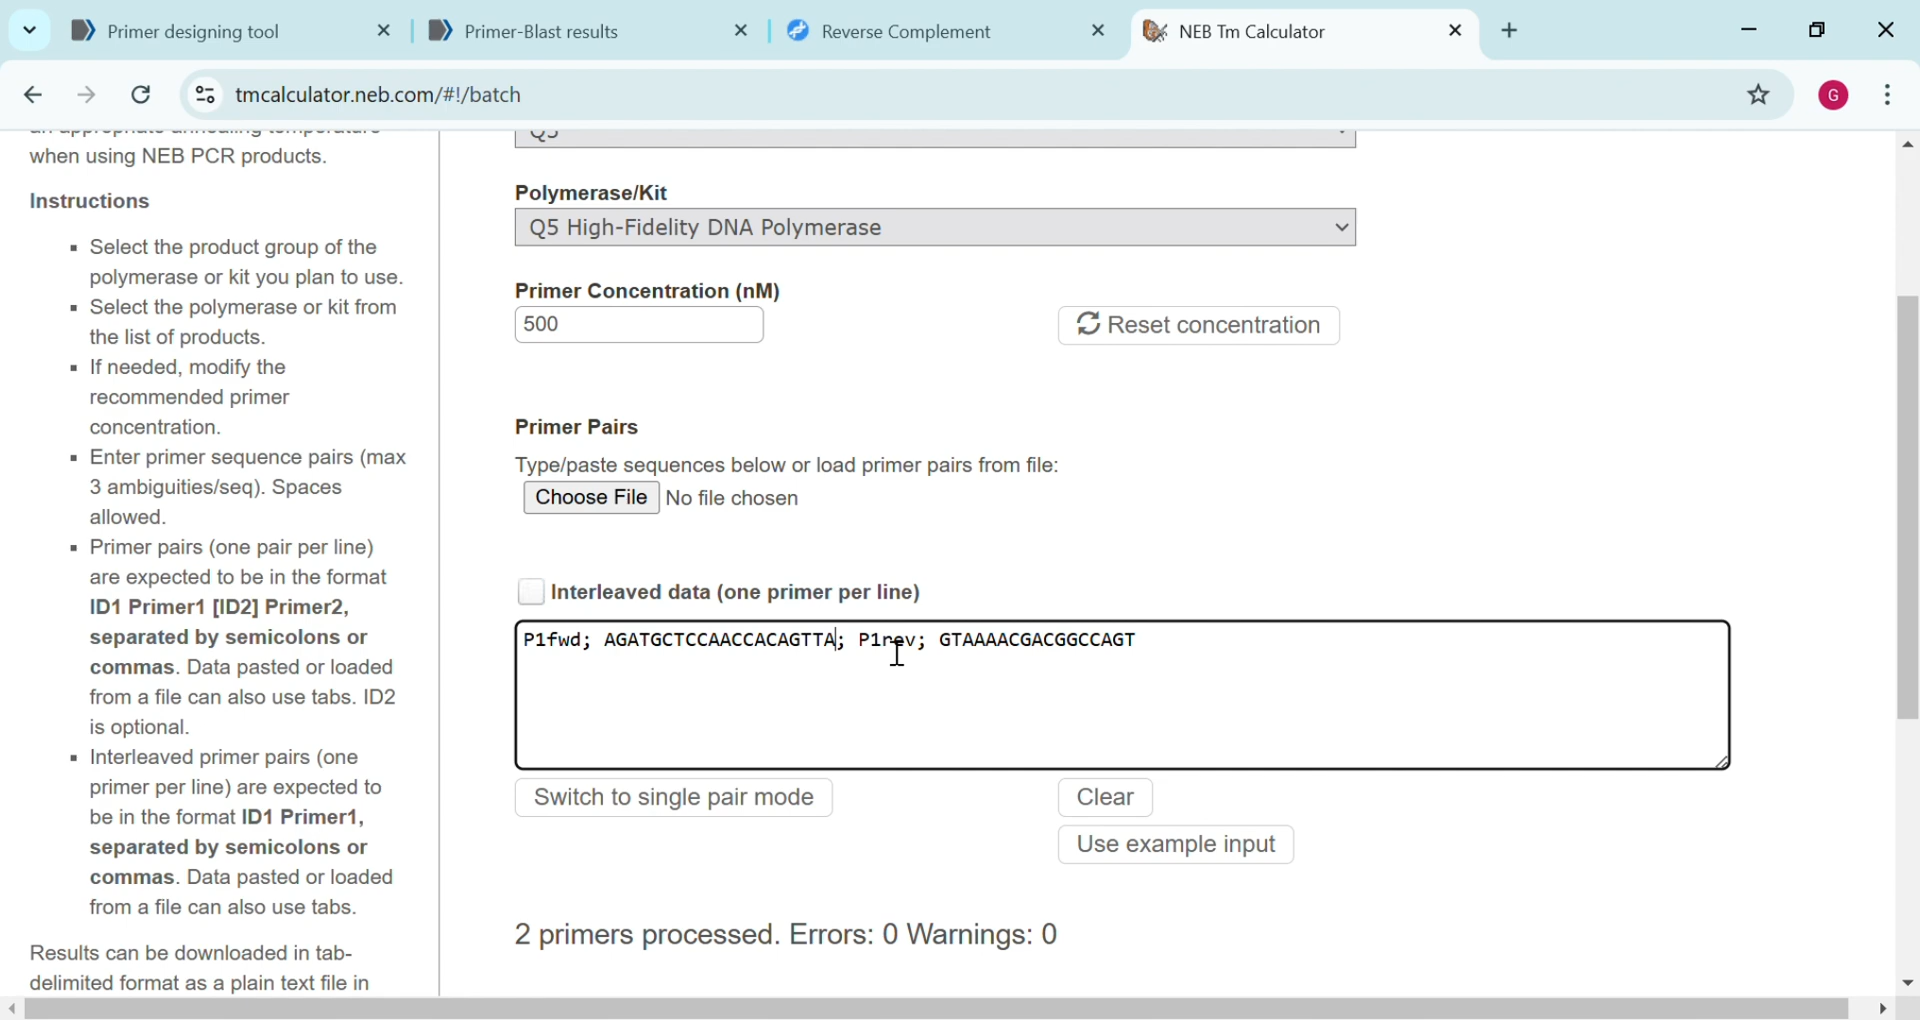 Primer designing tool
Primer-Blast results
Reverse Complement
NEB Tm Calculator
tmcalculator.neb.com/#!/batch
G
when using NEB PCR products.
Instructions
Select the product group of the
polymerase or kit you plan to use.
Select the polymerase or kit from
the list of products.
If needed, modify the
recommended primer
concentration.
Enter primer sequence pairs (max
3 ambiguities/seq). Spaces
allowed.
Primer pairs (one pair per line)
are expected to be in the format
ID1 Primer1 [ID2] Primer2,
separated by semicolons or
commas. Data pasted or loaded
from a file can also use tabs. ID2
is optional.
Interleaved primer pairs (one
primer per line) are expected to
be in the format ID1 Primer1,
separated by semicolons or
commas. Data pasted or loaded
from a file can also use tabs.
Results can be downloaded in tab-
delimited format as a plain text file in
Q5
Polymerase/Kit
Q5 High-Fidelity DNA Polymerase
Primer Concentration (nM)
500
Reset concentration
Primer Pairs
Type/paste sequences below or load primer pairs from file:
Choose File No file chosen
Interleaved data (one primer per line)
P1fwd; AGATGCTCCAACCACAGTTA; P1rev; GTAAAACGACGGCCAGT
Switch to single pair mode
Clear
Use example input
2 primers processed. Errors: 0 Warnings: 0